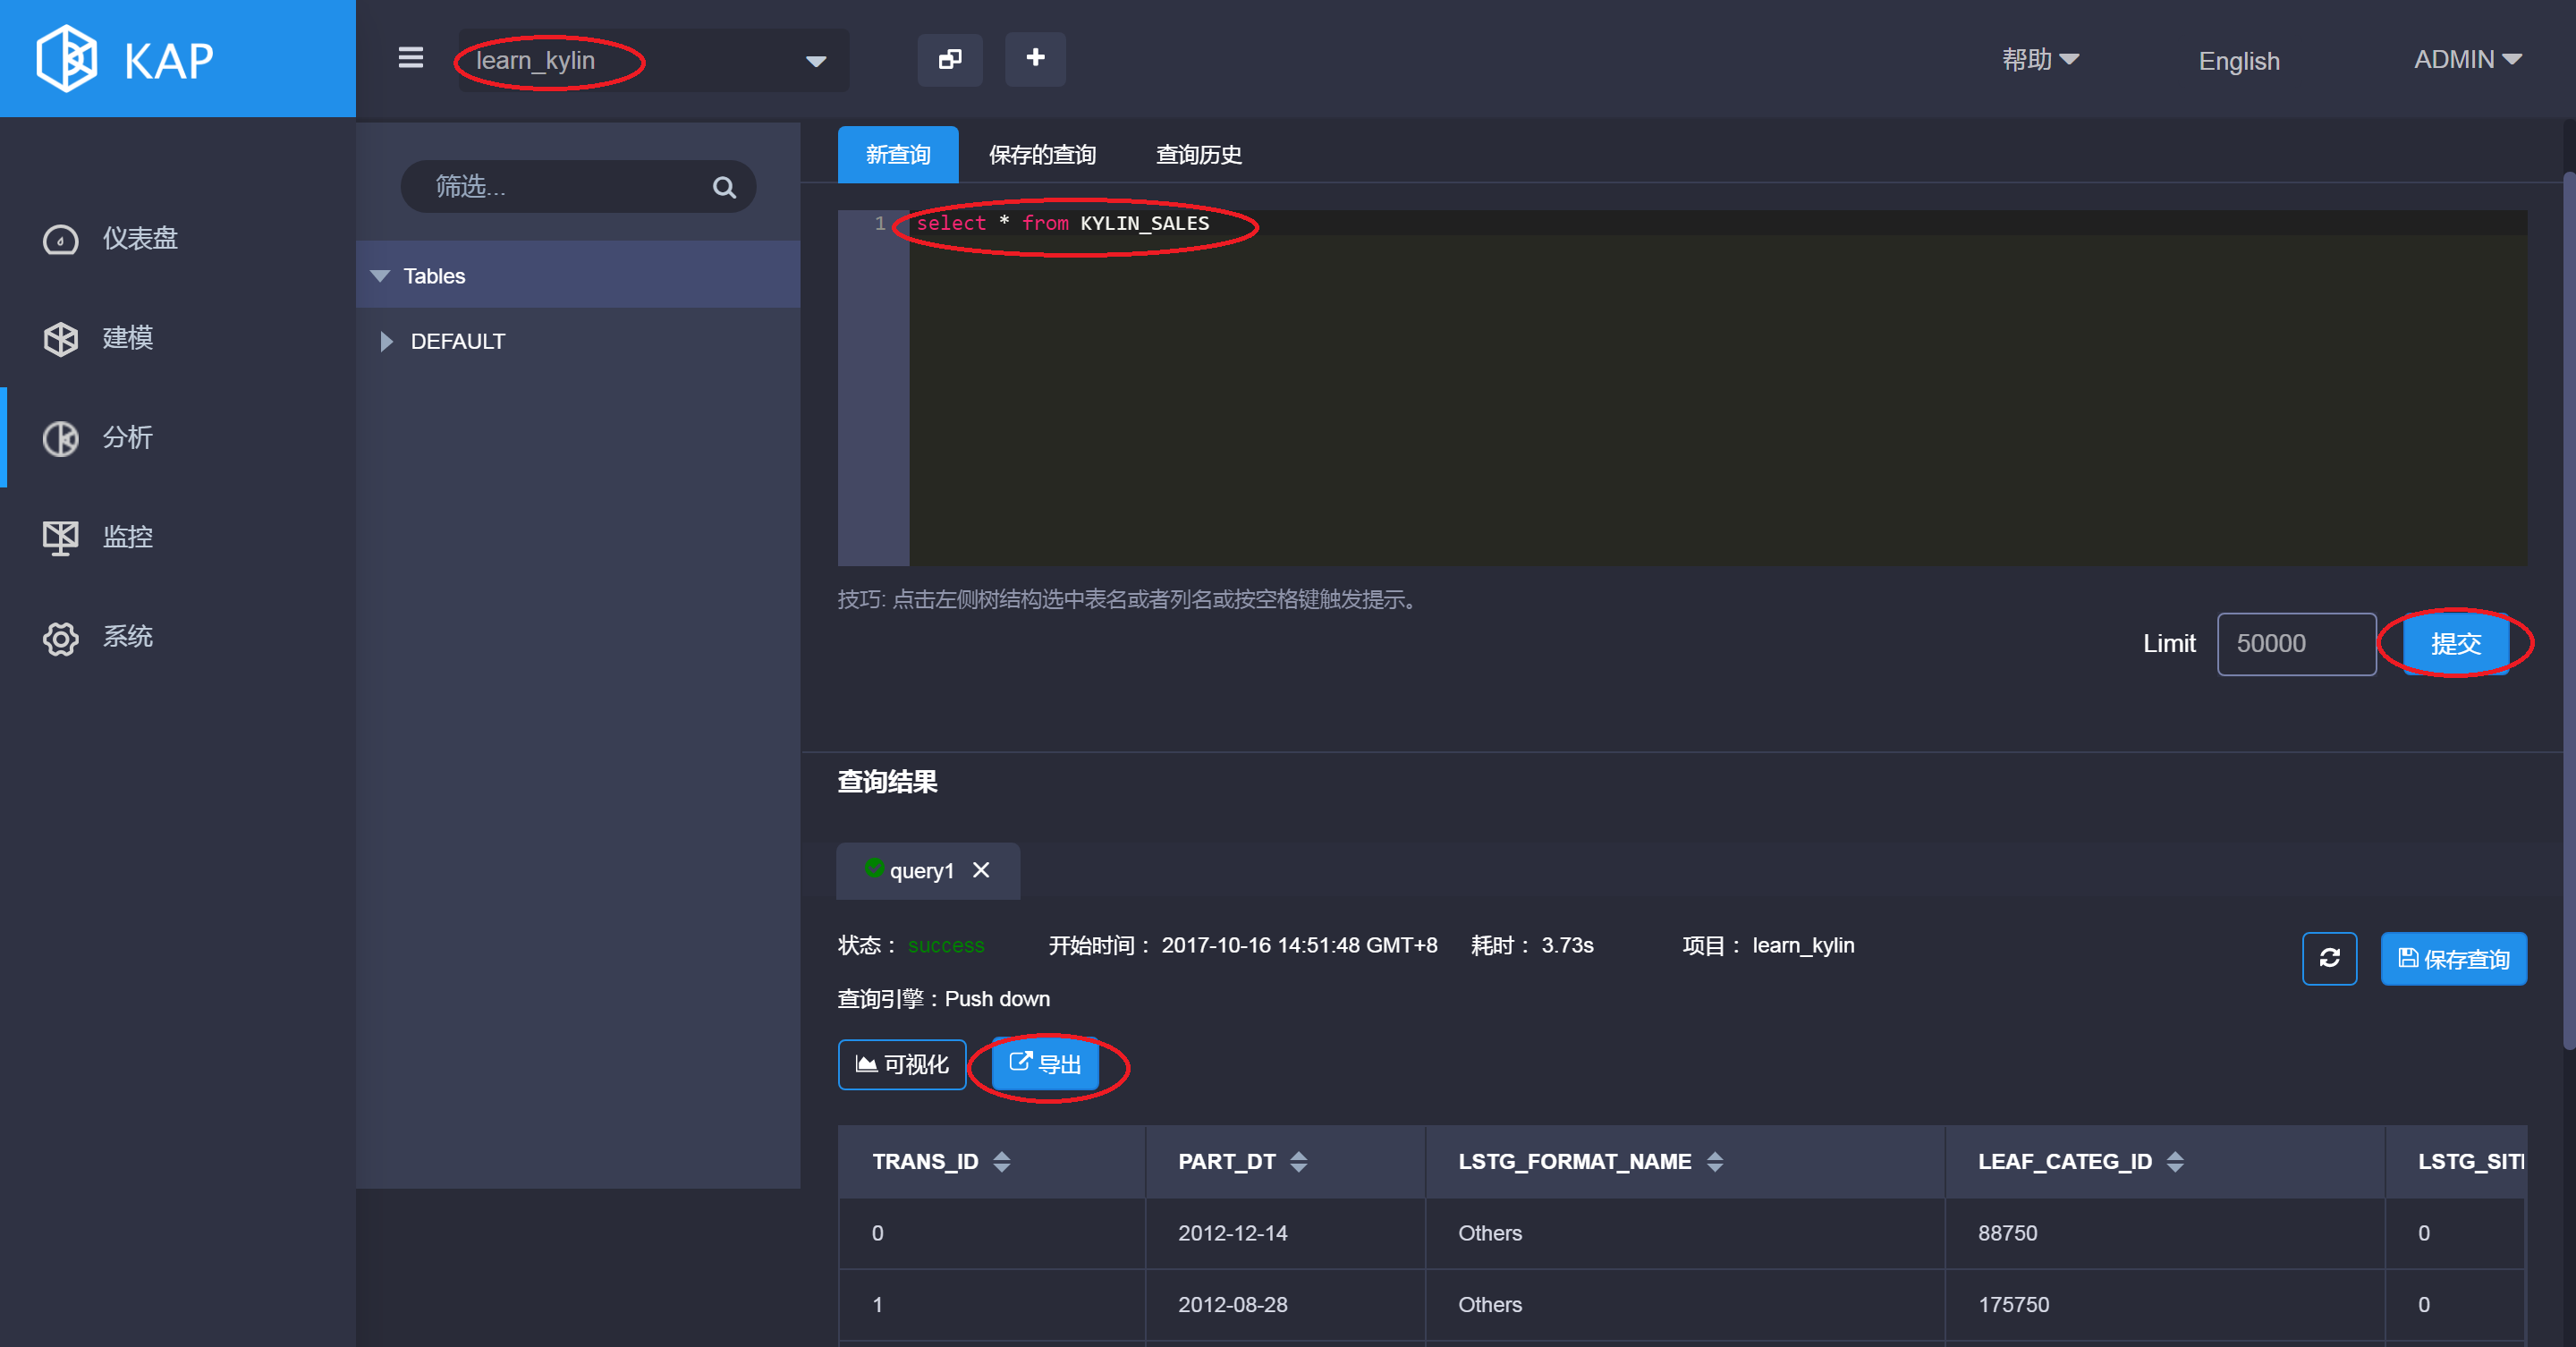 KAP
learn_kylin
帮助
English
ADMIN
仪表盘
建模
分析
监控
系统
筛选...
Tables
DEFAULT
新查询 保存的查询 查询历史
1 select * from KYLIN_SALES
技巧: 点击左侧树结构选中表名或者列名或按空格键触发提示。
Limit 50000 提交
查询结果
query1
状态： success 开始时间： 2017-10-16 14:51:48 GMT+8 耗时： 3.73s 项目： learn_kylin
保存查询
查询引擎：Push down
可视化 导出
TRANS_ID PART_DT LSTG_FORMAT_NAME LEAF_CATEG_ID LSTG_SIT
0 2012-12-14 Others 88750 0
1 2012-08-28 Others 175750 0